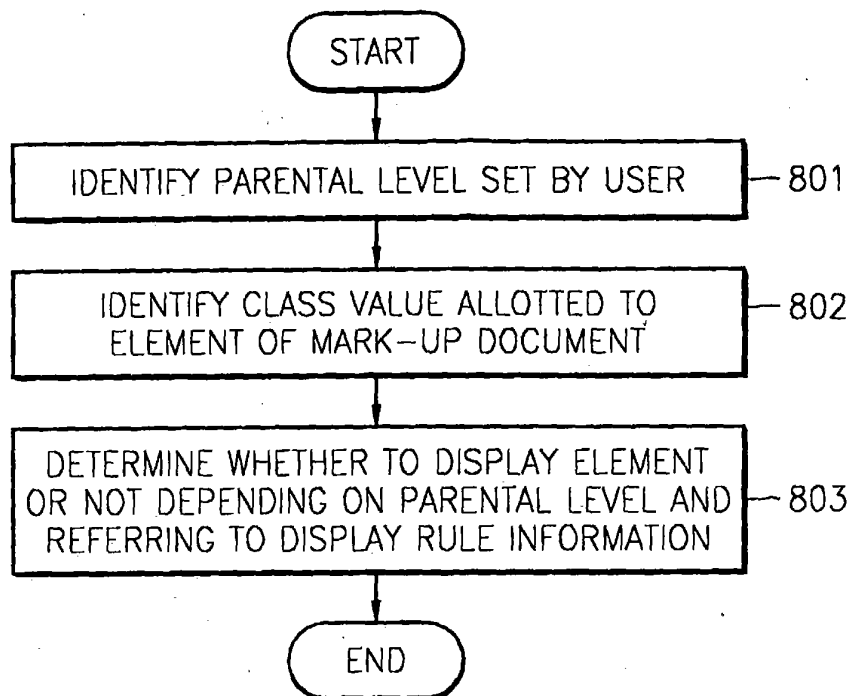 START
IDENTIFY PARENTAL LEVEL SET BY USER
801
IDENTIFY CLASS VALUE ALLOTTED TO
ELEMENT OF MARK-UP DOCUMENT
802
DETERMINE WHETHER TO DISPLAY ELEMENT
OR NOT DEPENDING ON PARENTAL LEVEL AND
REFERRING TO DISPLAY RULE INFORMATION
803
END